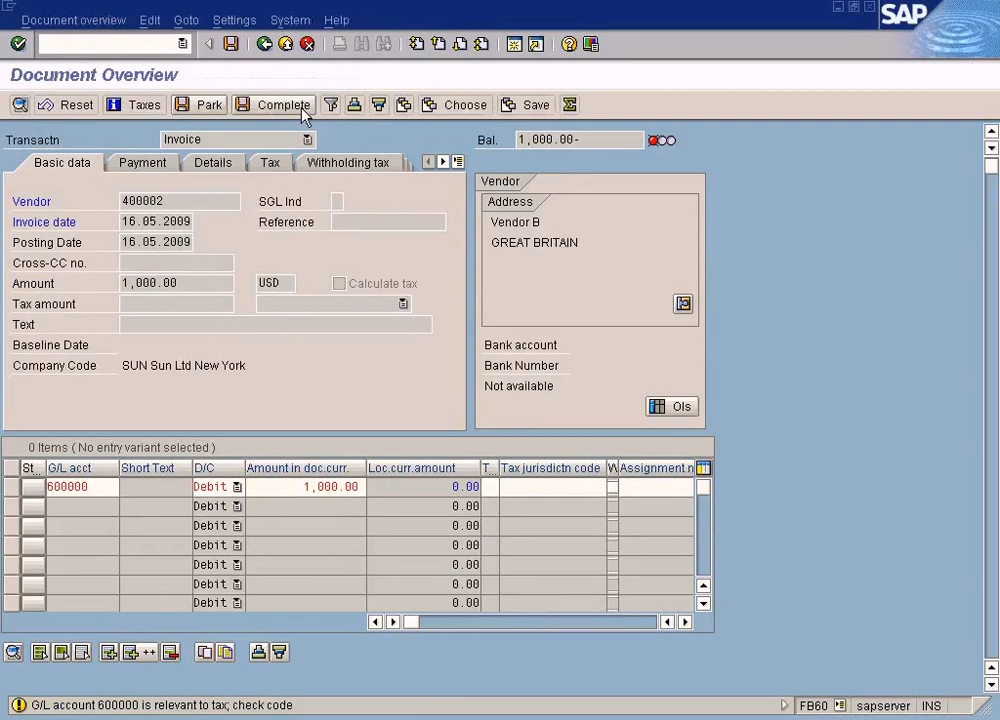 Document overview Edit Goto Settings System Help
SAP
Document Overview
Reset Taxes Park Complete Choose Save
Transactn Invoice Bal. 1,000.00-
Basic data Payment Details Tax Withholding tax
Vendor 400002 SGL Ind
Invoice date 16.05.2009 Reference
Posting Date 16.05.2009
Cross-CC no.
Amount 1,000.00 USD Calculate tax
Tax amount
Text
Baseline Date
Company Code SUN Sun Ltd New York
Vendor
Address
Vendor B
GREAT BRITAIN
Bank account
Bank Number
Not available
OIs
0 Items ( No entry variant selected )
St... G/L acct Short Text D/C Amount in doc.curr. Loc.curr.amount T... Tax jurisdictn code W Assignment n
600000 Debit 1,000.00 0.00
Debit 0.00
Debit 0.00
Debit 0.00
Debit 0.00
Debit 0.00
Debit 0.00
G/L account 600000 is relevant to tax; check code FB60 sapserver INS